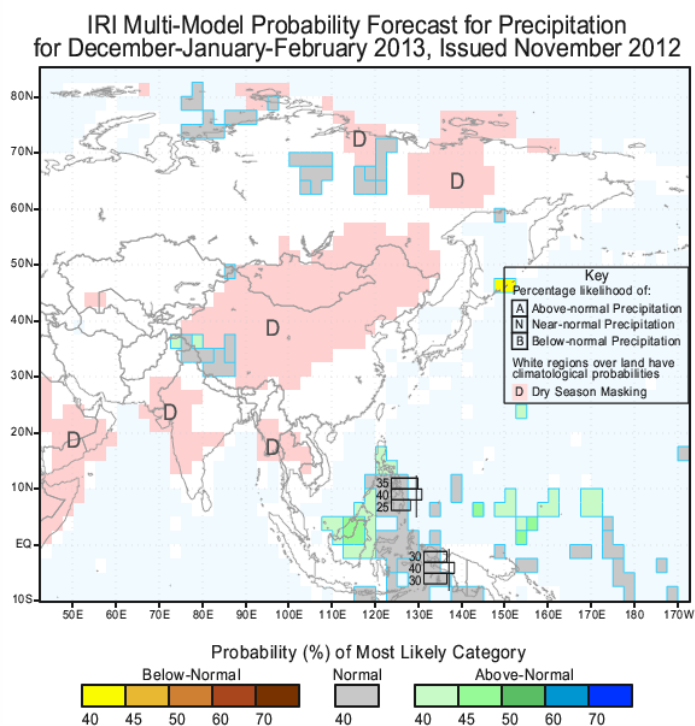 IRI Multi-Model Probability Forecast for Precipitation
for December-January-February 2013, Issued November 2012
80N
70N
60N
50N
40N
30N
20N
10N
EQ
10S
D
D
D
D
D
D
Key
Percentage likelihood of:
A Above-normal Precipitation
N Near-normal Precipitation
B Below-normal Precipitation
White regions over land have
climatological probabilities
D Dry Season Masking
35
40
25
30
40
30
50E 60E 70E 80E 90E 100E 110E 120E 130E 140E 150E 160E 170E 180 170W
Probability (%) of Most Likely Category
Below-Normal Normal Above-Normal
40 45 50 60 70 40 40 45 50 60 70